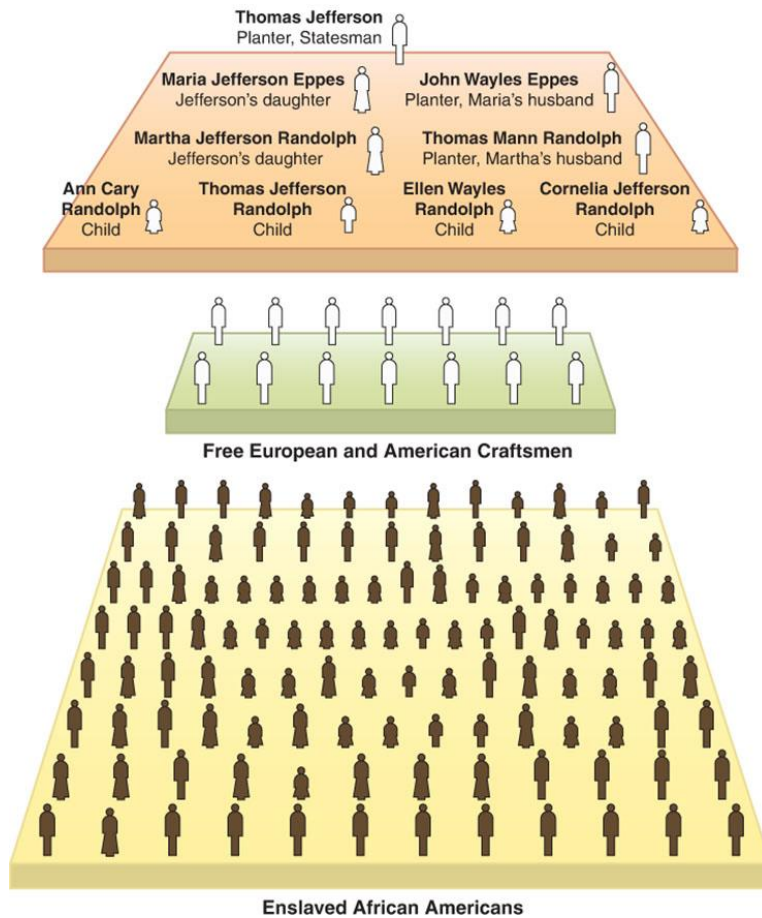 Thomas Jefferson
Planter, Statesman
Maria Jefferson Eppes
Jefferson's daughter
John Wayles Eppes
Planter, Maria's husband
Martha Jefferson Randolph
Jefferson's daughter
Thomas Mann Randolph
Planter, Martha's husband
Ann Cary
Randolph
Child
Thomas Jefferson
Randolph
Child
Ellen Wayles
Randolph
Child
Cornelia Jefferson
Randolph
Child
Free European and American Craftsmen
Enslaved African Americans